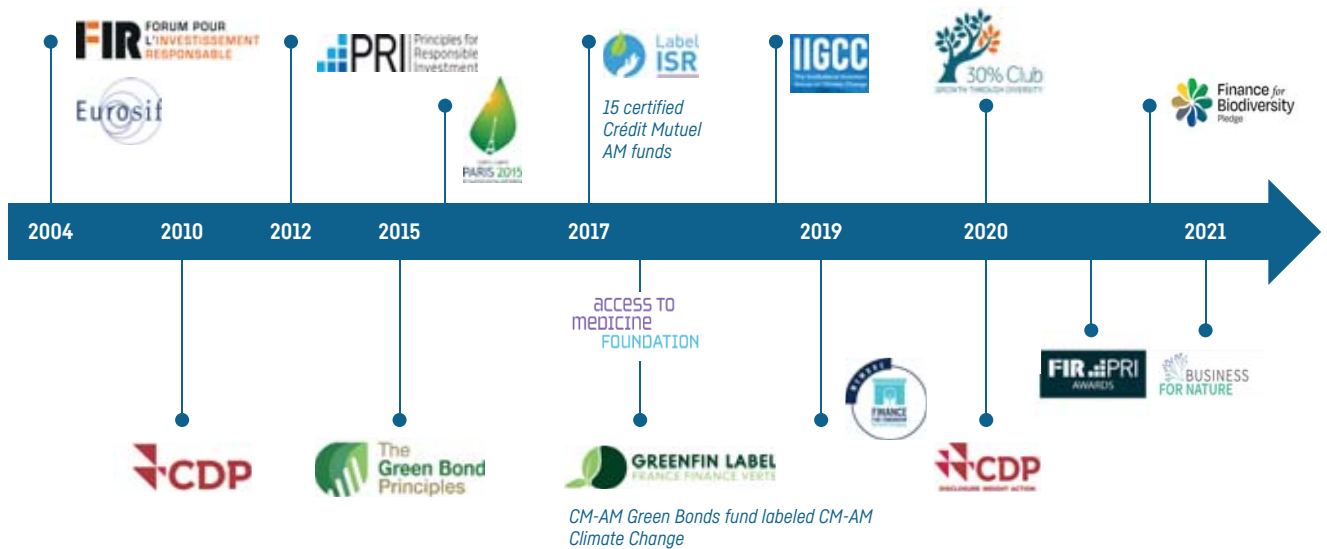 FIR
FORUM POUR
L'INVESTISSEMENT
RESPONSABLE
Eurosif
PRI
Principles for
Responsible
Investment
PARIS 2015
Label
ISR
15 certified
Crédit Mutuel
AM funds
IIGCC
30% Club
GROWTH THROUGH DIVERSITY
Finance for
Biodiversity
Pledge
2004
2010
2012
2015
2017
2019
2020
2021
access to
medicine
FOUNDATION
CDP
The
Green Bond
Principles
GREENFIN LABEL
FRANCE FINANCE VERTE
CM-AM Green Bonds fund labeled CM-AM
Climate Change
MEMBRE
FINANCE
CDP
DISCLOSURE INSIGHT ACTION
FIR PRI
AWARDS
BUSINESS
FOR NATURE